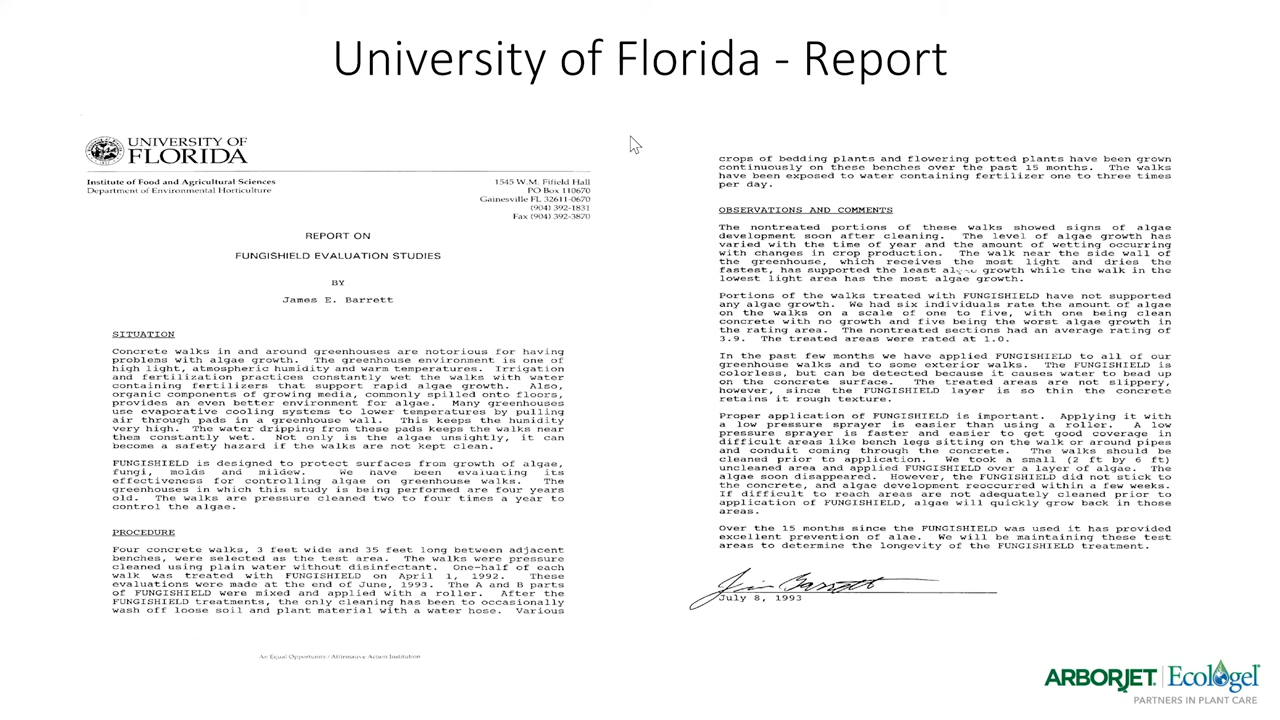 University of Florida - Report
UNIVERSITY OF
FLORIDA
Institute of Food and Agricultural Sciences
Department of Environmental Horticulture
1545 W.M. Fifield Hall
PO Box 110670
Gainesville FL 32611-0670
(904) 392-1831
Fax (904) 392-3870
REPORT ON
FUNGISHIELD EVALUATION STUDIES
BY
James E. Barrett
SITUATION
Concrete walks in and around greenhouses are notorious for having
problems with algae growth. The greenhouse environment is one of
high light, atmospheric humidity and warm temperatures. Irrigation
and fertilization practices constantly wet the walks with water
containing fertilizers that support rapid algae growth. Also,
organic components of growing media, commonly spilled onto floors,
provides an even better environment for algae. Many greenhouses
use evaporative cooling systems to lower temperatures by pulling
air through pads in a greenhouse wall. This keeps the humidity
very high. The water dripping from these pads keeps the walks near
them constantly wet. Not only is the algae unsightly, it can
become a safety hazard if the walks are not kept clean.
FUNGISHIELD is designed to protect surfaces from growth of algae,
fungi, molds and mildew. We have been evaluating its
effectiveness for controlling algae on greenhouse walks. The
greenhouses in which this study is being performed are four years
old. The walks are pressure cleaned two to four times a year to
control the algae.
PROCEDURE
Four concrete walks, 3 feet wide and 35 feet long between adjacent
benches, were selected as the test area. The walks were pressure
cleaned using plain water without disinfectant. One-half of each
walk was treated with FUNGISHIELD on April 1, 1992. These
evaluations were made at the end of June, 1993. The A and B parts
of FUNGISHIELD were mixed and applied with a roller. After the
FUNGISHIELD treatments, the only cleaning has been to occasionally
wash off loose soil and plant material with a water hose. Various
An Equal Opportunity/Affirmative Action Institution
crops of bedding plants and flowering potted plants have been grown
continuously on these benches over the past 15 months. The walks
have been exposed to water containing fertilizer one to three times
per day.
OBSERVATIONS AND COMMENTS
The nontreated portions of these walks showed signs of algae
development soon after cleaning. The level of algae growth has
varied with the time of year and the amount of wetting occurring
with changes in crop production. The walk near the side wall of
the greenhouse, which receives the most light and dries the
fastest, has supported the least algae growth while the walk in the
lowest light area has the most algae growth.
Portions of the walks treated with FUNGISHIELD have not supported
any algae growth. We had six individuals rate the amount of algae
on the walks on a scale of one to five, with one being clean
concrete with no growth and five being the worst algae growth in
the rating area. The nontreated sections had an average rating of
3.9. The treated areas were rated at 1.0.
In the past few months we have applied FUNGISHIELD to all of our
greenhouse walks and to some exterior walks. The FUNGISHIELD is
colorless, but can be detected because it causes water to bead up
on the concrete surface. The treated areas are not slippery,
however, since the FUNGISHIELD layer is so thin the concrete
retains it rough texture.
Proper application of FUNGISHIELD is important. Applying it with
a low pressure sprayer is easier than using a roller. A low
pressure sprayer is faster and easier to get good coverage in
difficult areas like bench legs sitting on the walk or around pipes
and conduit coming through the concrete. The walks should be
cleaned prior to application. We took a small (2 ft by 6 ft)
uncleaned area and applied FUNGISHIELD over a layer of algae. The
algae soon disappeared. However, the FUNGISHIELD did not stick to
the concrete, and algae development reoccurred within a few weeks.
If difficult to reach areas are not adequately cleaned prior to
application of FUNGISHIELD, algae will quickly grow back in those
areas.
Over the 15 months since the FUNGISHIELD was used it has provided
excellent prevention of alae. We will be maintaining these test
areas to determine the longevity of the FUNGISHIELD treatment.
Jim Barrett
July 8, 1993
ARBORJET Ecologel
PARTNERS IN PLANT CARE